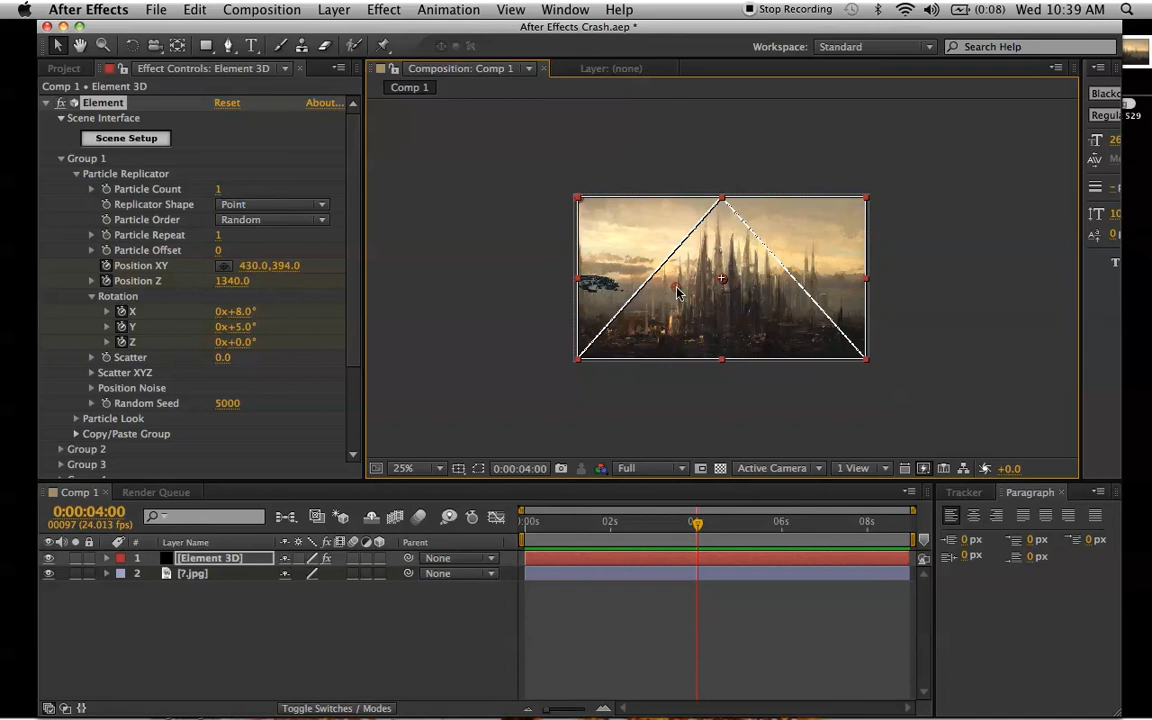 After Effects File Edit Composition Layer Effect Animation View Window Help Stop Recording (0:08) Wed 10:39 AM
After Effects Crash.aep *
T Workspace: Standard Search Help
Project Effect Controls: Element 3D Composition: Comp 1 Layer: (none)
Comp 1 • Element 3D Comp 1
fx Element Reset About...
Scene Interface
Scene Setup
Group 1
Particle Replicator
Particle Count 1
Replicator Shape Point
Particle Order Random
Particle Repeat 1
Particle Offset 0
Position XY 430.0,394.0
Position Z 1340.0
Rotation
X 0x+8.0°
Y 0x+5.0°
Z 0x+0.0°
Scatter 0.0
Scatter XYZ
Position Noise
Random Seed 5000
Particle Look
Copy/Paste Group
Group 2
Group 3
25% 0:00:04:00 Full Active Camera 1 View +0.0
Blackc
Regula
529
Comp 1 Render Queue
0:00:04:00
00097 (24.013 fps)
# Layer Name Parent
1 [Element 3D] fx None
2 [?.jpg] None
:00s 02s 06s 08s
Toggle Switches / Modes
Tracker Paragraph
0 px 0 px 0 px
0 px 0 px